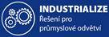 INDUSTRIALIZE
Řešení pro
průmyslové odvětví